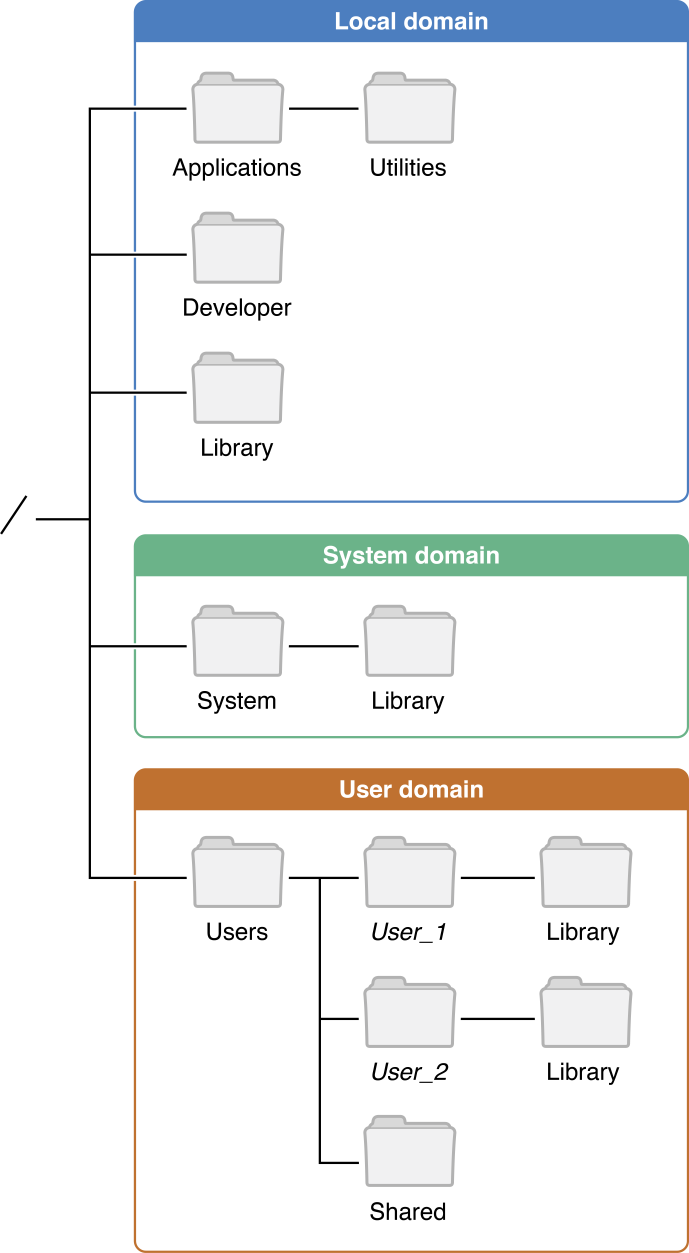 Local domain
Applications
Utilities
Developer
Library
/
System domain
System
Library
User domain
Users
User_1
Library
User_2
Library
Shared